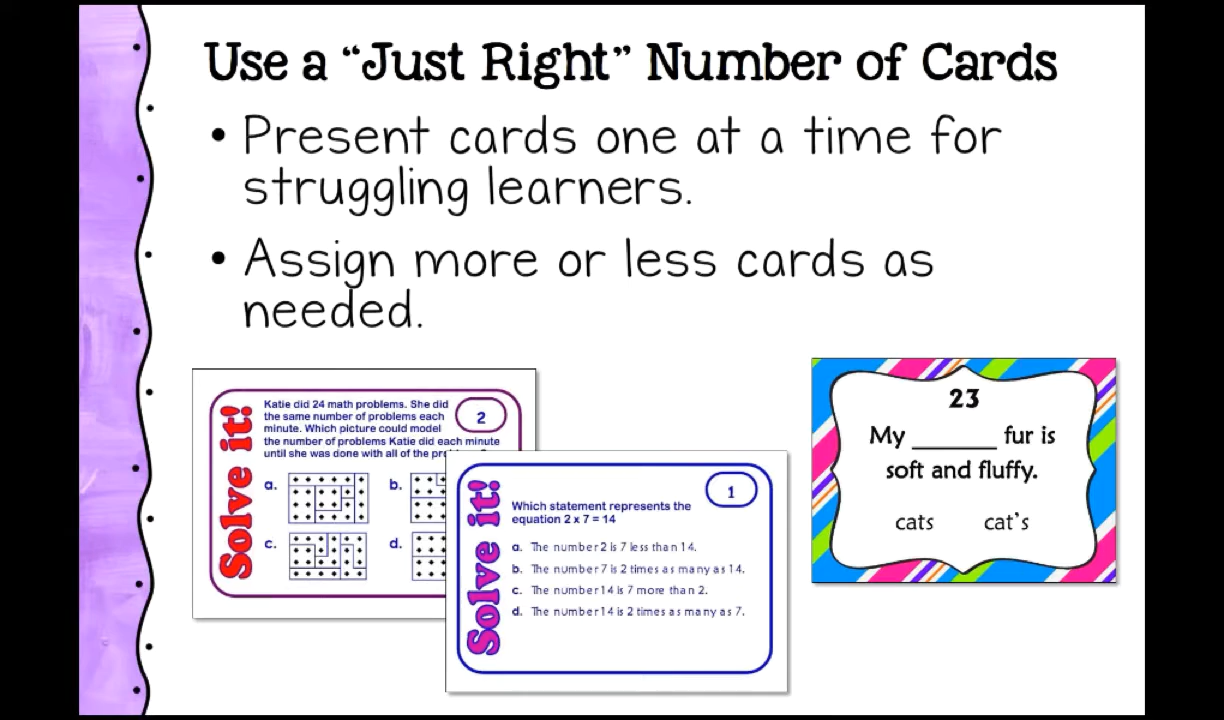 Use a “Just Right” Number of Cards
• Present cards one at a time for
struggling learners.
• Assign more or less cards as
needed.
Solve it!
2
Katie did 24 math problems. She did
the same number of problems each
minute. Which picture could model
the number of problems Katie did each minute
until she was done with all of the
a.
b.
c.
d.
Solve it!
1
Which statement represents the
equation 2 x 7 = 14
a. The number 2 is 7 less than 14.
b. The number 7 is 2 times as many as 14.
c. The number 14 is 7 more than 2.
d. The number 14 is 2 times as many as 7.
23
My _______ fur is
soft and fluffy.
cats cat's